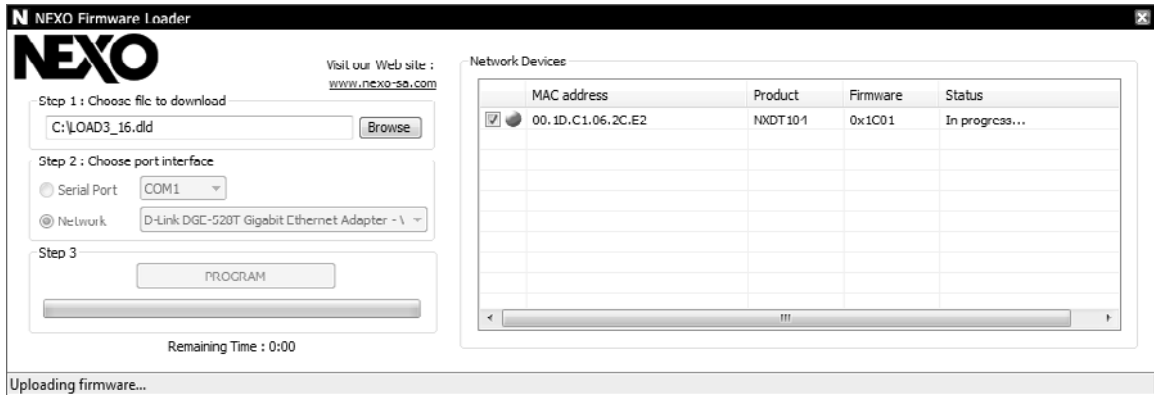 NEXO Firmware Loader
NEXO
Visit our Web site :
www.nexo-sa.com
Step 1 : Choose file to download
C:\LOAD3_16.dld
Browse
Step 2 : Choose port interface
Serial Port
COM1
Network
D-Link DGE-528T Gigabit Ethernet Adapter - \
Step 3
PROGRAM
Remaining Time : 0:00
Network Devices
MAC address Product Firmware Status
00.1D.C1.06.2C.E2 NXDT104 0x1C01 In progress...
Uploading firmware...